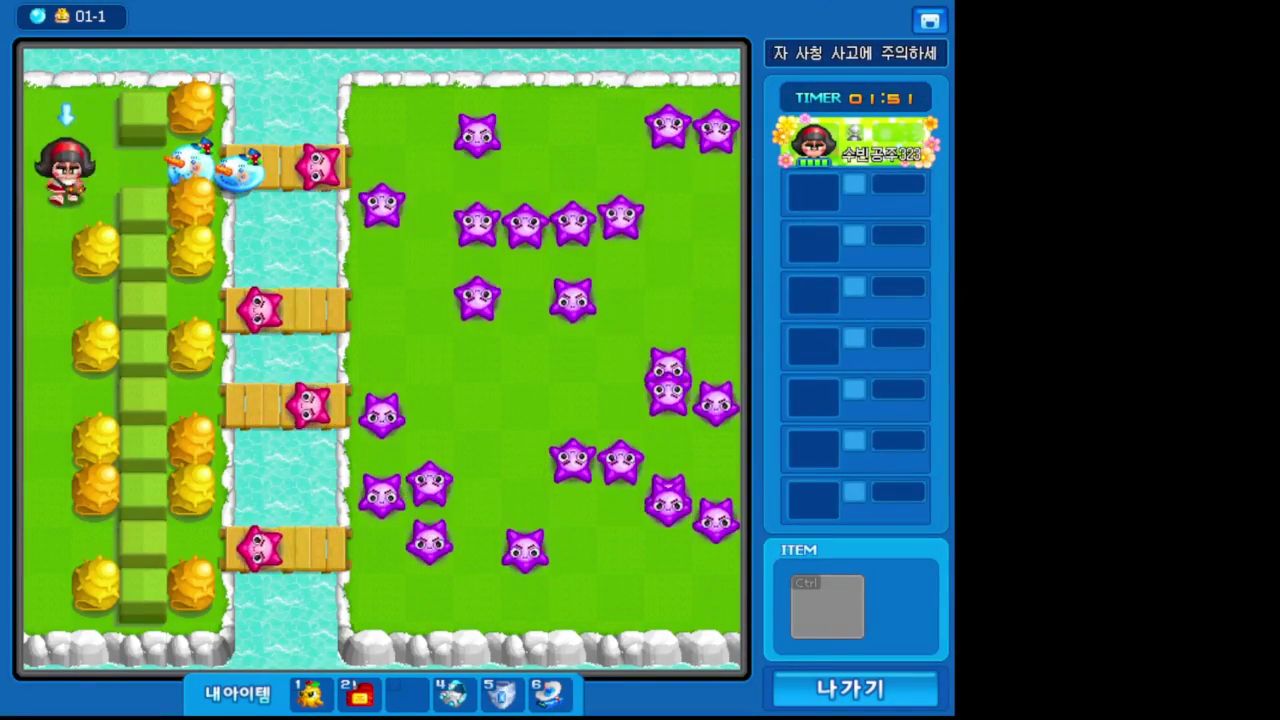 01-1
자 사칭 사고에 주의하세
TIMER 01:51
수빈공주323
ITEM
Ctrl
내 아이템
1
2
4
5
6
나가기